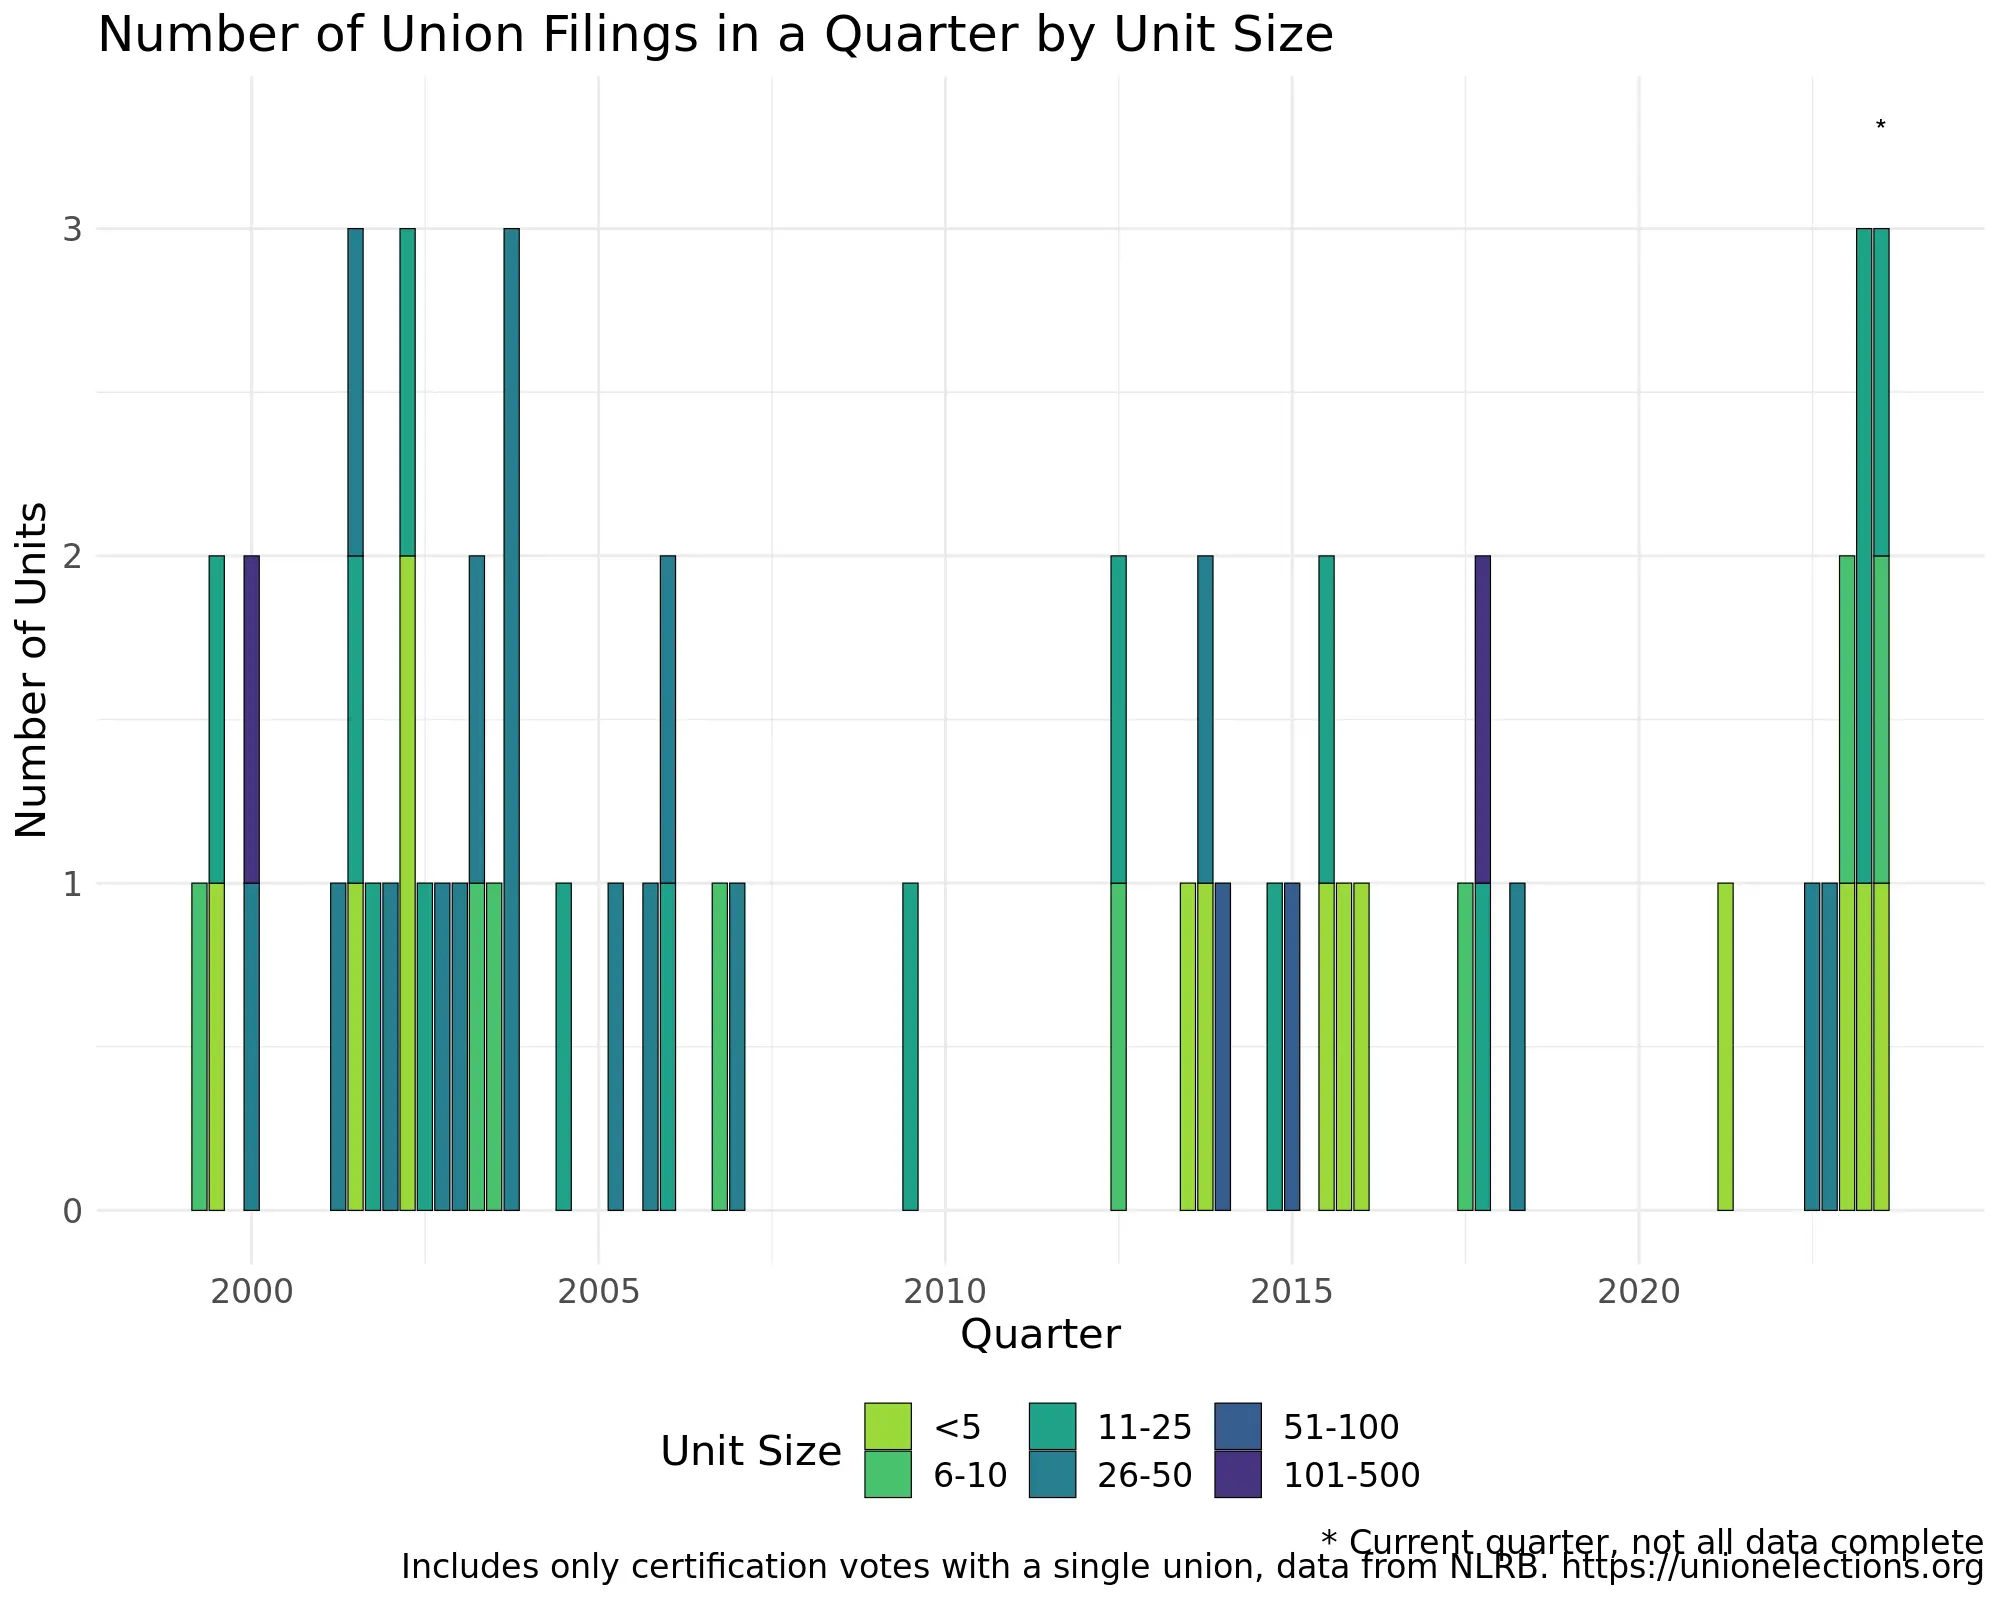 Number of Union Filings in a Quarter by Unit Size
*
3
2
1
0
Number of Units
2000 2005 2010 2015 2020
Quarter
Unit Size
<5 11-25 51-100
6-10 26-50 101-500
* Current quarter, not all data complete
Includes only certification votes with a single union, data from NLRB. https://unionelections.org